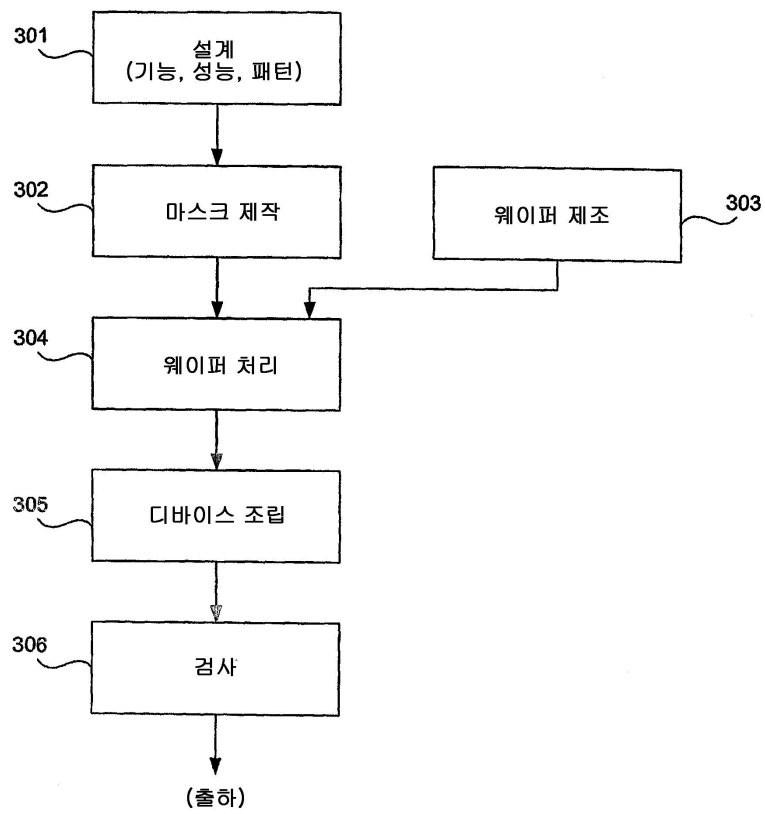 301
설계
(기능, 성능, 패턴)
302
마스크 제작
웨이퍼 제조
303
304
웨이퍼 처리
305
디바이스 조립
306
검사
(출하)